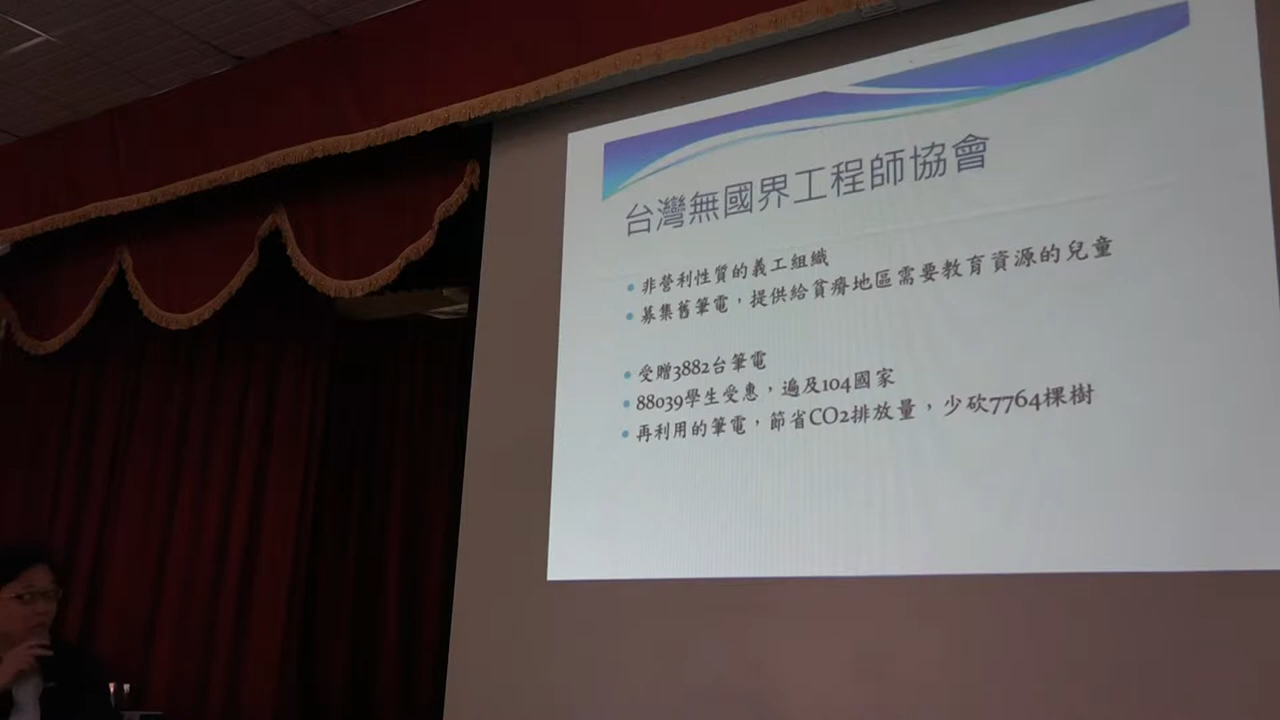 台灣無國界工程師協會
非營利性質的義工組織
募集舊筆電，提供給貧瘠地區需要教育資源的兒童
受贈3882台筆電
88039學生受惠，遍及104國家
再利用的筆電，節省CO2排放量，少砍7764棵樹